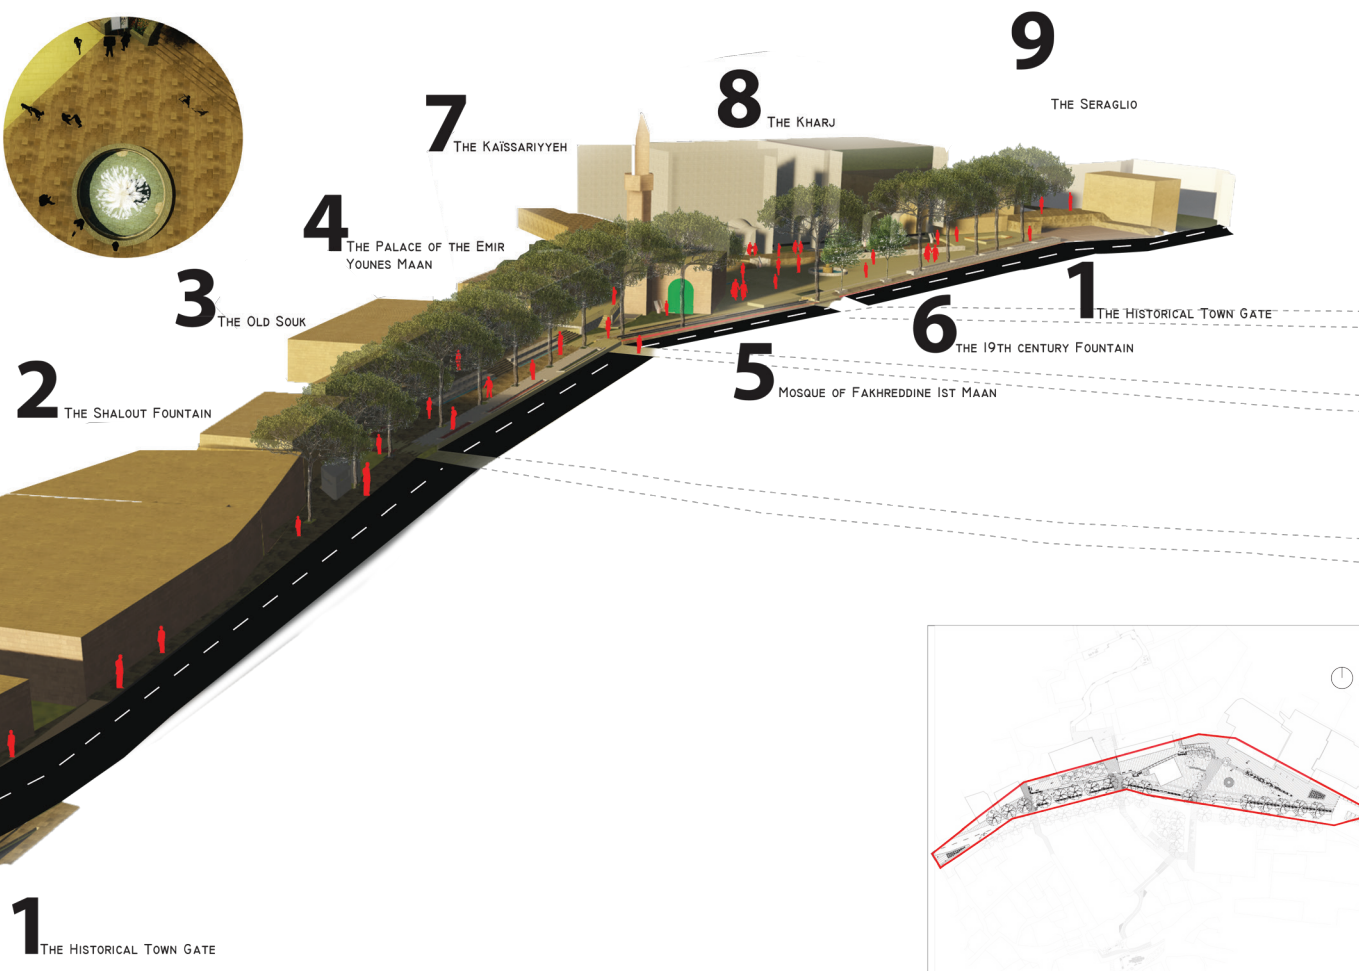 9
THE SERAGLIO
8
THE KHARJ
7
THE KAÏSSARIYYEH
4
THE PALACE OF THE EMIR
YOUNES MAAN
3
THE OLD SOUK
2
THE SHALOUT FOUNTAIN
1
THE HISTORICAL TOWN GATE
6
THE 19TH CENTURY FOUNTAIN
5
MOSQUE OF FAKHREDDINE IST MAAN
1
THE HISTORICAL TOWN GATE